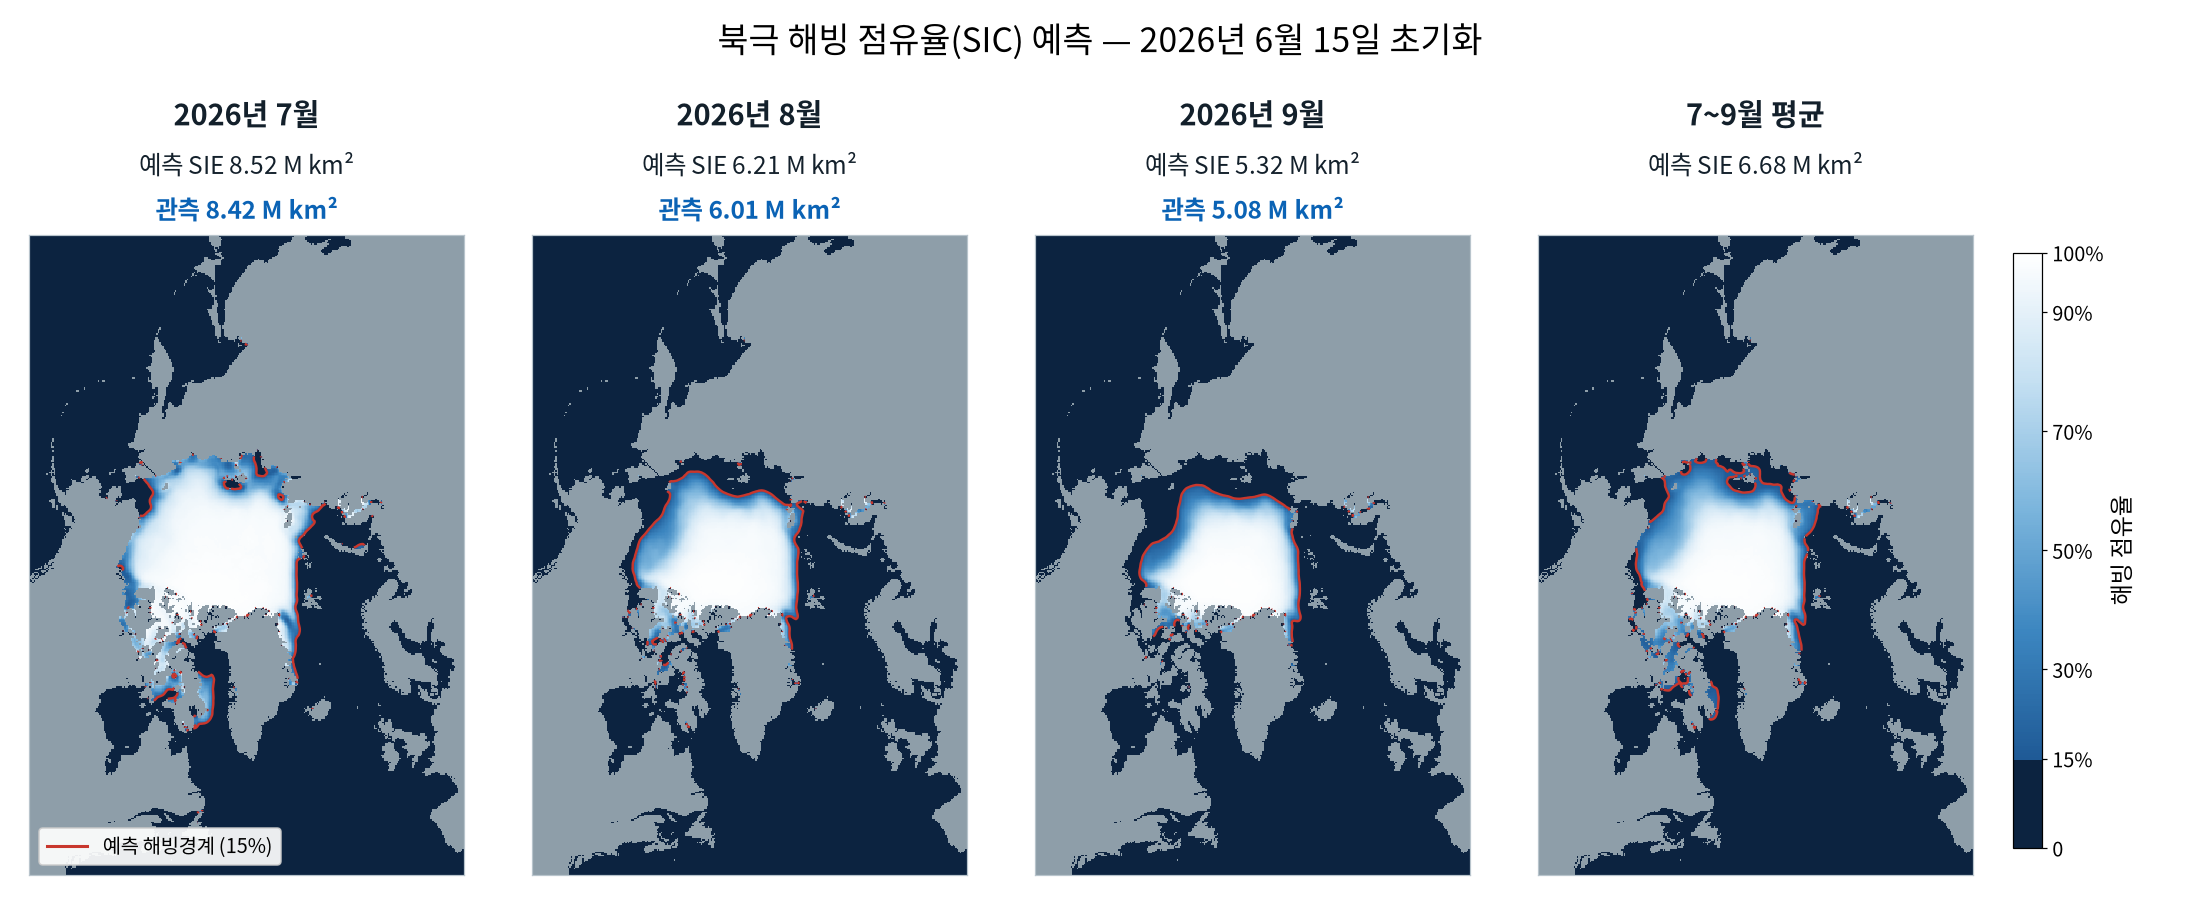 북극 해빙 점유율(SIC) 예측 — 2026년 6월 15일 초기화
2026년 7월
예측 SIE 8.52 M km²
관측 8.42 M km²
2026년 8월
예측 SIE 6.21 M km²
관측 6.01 M km²
2026년 9월
예측 SIE 5.32 M km²
관측 5.08 M km²
7~9월 평균
예측 SIE 6.68 M km²
예측 해빙경계 (15%)
100%
90%
70%
50%
30%
15%
0
해빙 점유율